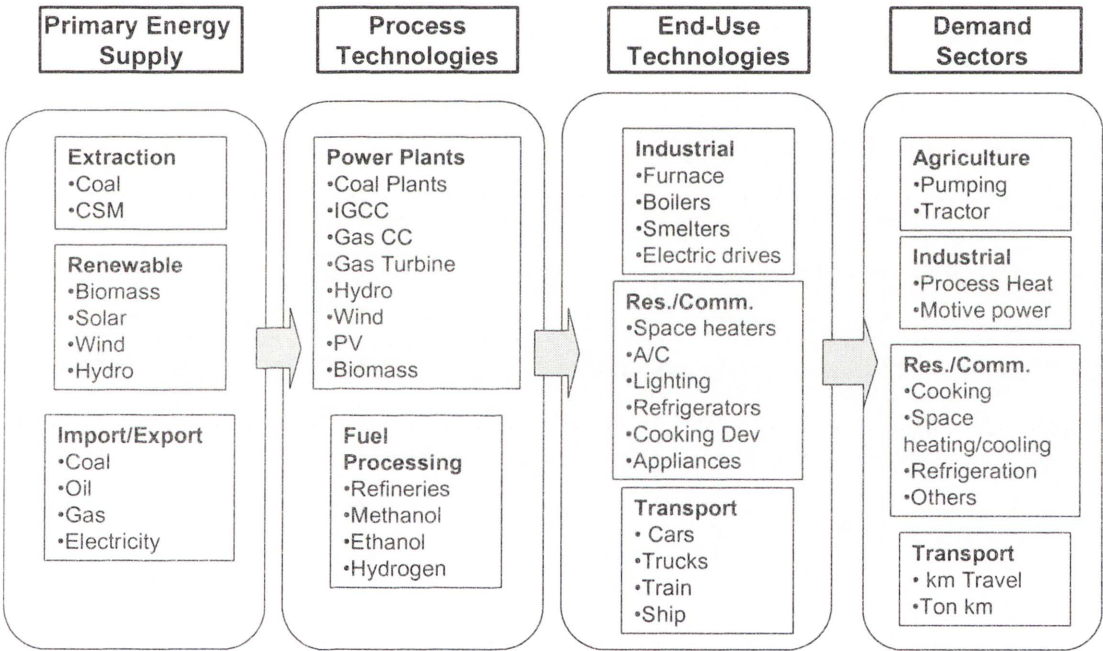 Primary Energy
Supply
Process
Technologies
End-Use
Technologies
Demand
Sectors
Extraction
•Coal
•CSM
Renewable
•Biomass
•Solar
•Wind
•Hydro
Import/Export
•Coal
•Oil
•Gas
•Electricity
Power Plants
•Coal Plants
•IGCC
•Gas CC
•Gas Turbine
•Hydro
•Wind
•PV
•Biomass
Fuel
Processing
•Refineries
•Methanol
•Ethanol
•Hydrogen
Industrial
•Furnace
•Boilers
•Smelters
•Electric drives
Res./Comm.
•Space heaters
•A/C
•Lighting
•Refrigerators
•Cooking Dev
•Appliances
Transport
• Cars
•Trucks
•Train
•Ship
Agriculture
•Pumping
•Tractor
Industrial
•Process Heat
•Motive power
Res./Comm.
•Cooking
•Space
heating/cooling
•Refrigeration
•Others
Transport
• km Travel
•Ton km